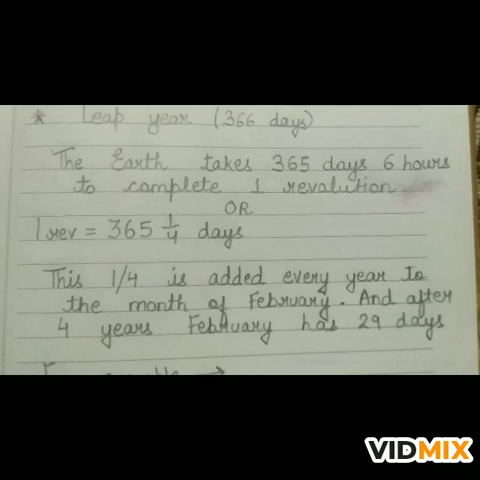 * Leap year (366 days)
The Earth takes 365 days 6 hours
to complete 1 revalution
OR
1 rev = 365 1/4 days
This 1/4 is added every year to
the month of February. And after
4 years February has 29 days
VIDMIX